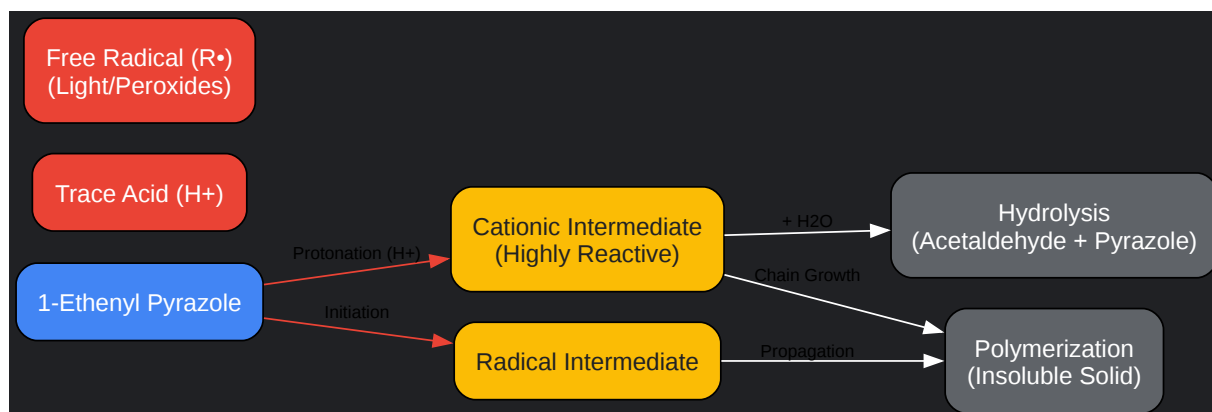 Free Radical (R•)
(Light/Peroxides)
Trace Acid (H+)
1-Ethenyl Pyrazole
Protonation (H+)
Initiation
Cationic Intermediate
(Highly Reactive)
Radical Intermediate
+ H2O
Chain Growth
Propagation
Hydrolysis
(Acetaldehyde + Pyrazole)
Polymerization
(Insoluble Solid)